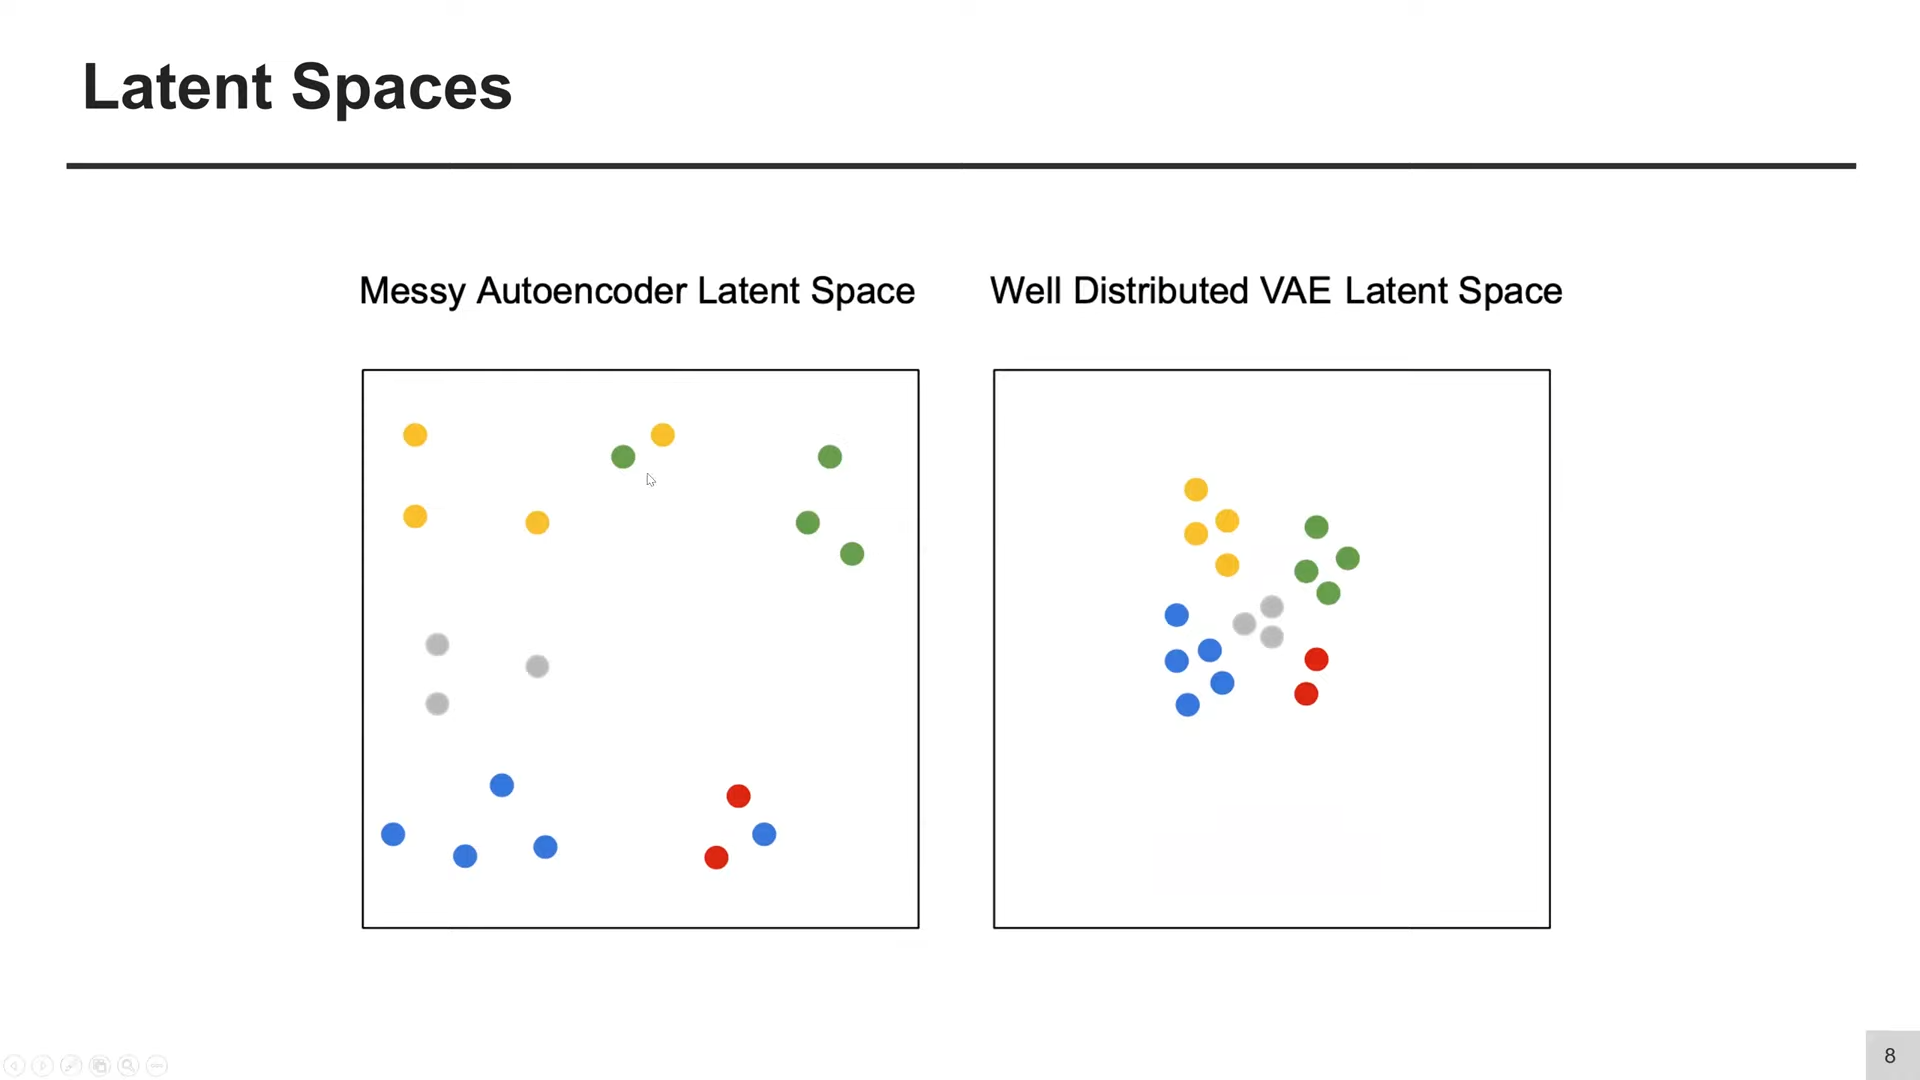 Latent Spaces
Messy Autoencoder Latent Space
Well Distributed VAE Latent Space
8